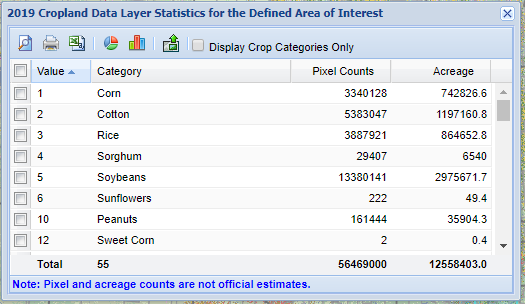 2019 Cropland Data Layer Statistics for the Defined Area of Interest
Display Crop Categories Only
Value Category Pixel Counts Acreage
1 Corn 3340128 742826.6
2 Cotton 5383047 1197160.8
3 Rice 3887921 864652.8
4 Sorghum 29407 6540
5 Soybeans 13380141 2975671.7
6 Sunflowers 222 49.4
10 Peanuts 161444 35904.3
12 Sweet Corn 2 0.4
Total 55 56469000 12558403.0
Note: Pixel and acreage counts are not official estimates.